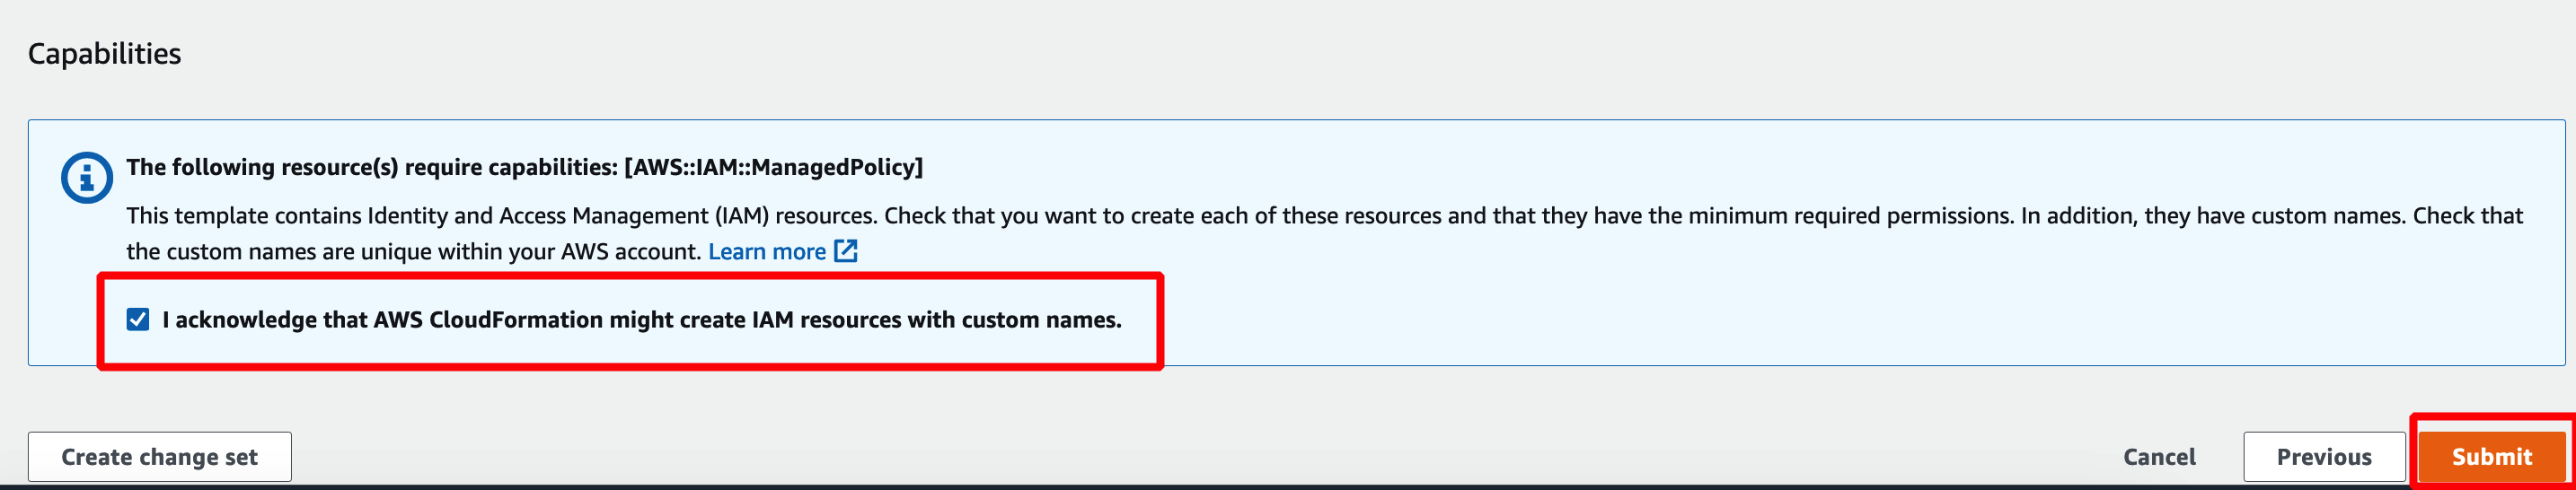 Capabilities
The following resource(s) require capabilities: [AWS::IAM::ManagedPolicy]
This template contains Identity and Access Management (IAM) resources. Check that you want to create each of these resources and that they have the minimum required permissions. In addition, they have custom names. Check that
the custom names are unique within your AWS account. Learn more
I acknowledge that AWS CloudFormation might create IAM resources with custom names.
Create change set
Cancel
Previous
Submit